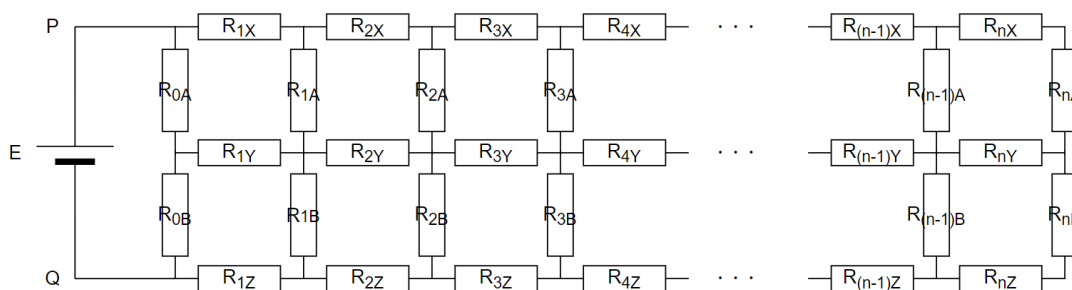 P R₁X R₂X R₃X R₄X · · · R₍ₙ₋₁₎X RₙX
R₀A R₁A R₂A R₃A R(n-1)A RnA
E R₁Y R₂Y R₃Y R₄Y · · · R(n-1)Y RnY
R₀B R₁B R₂B R₃B R(n-1)B
Q R₁Z R₂Z R₃Z R₄Z · · · R(n-1)Z RnZ